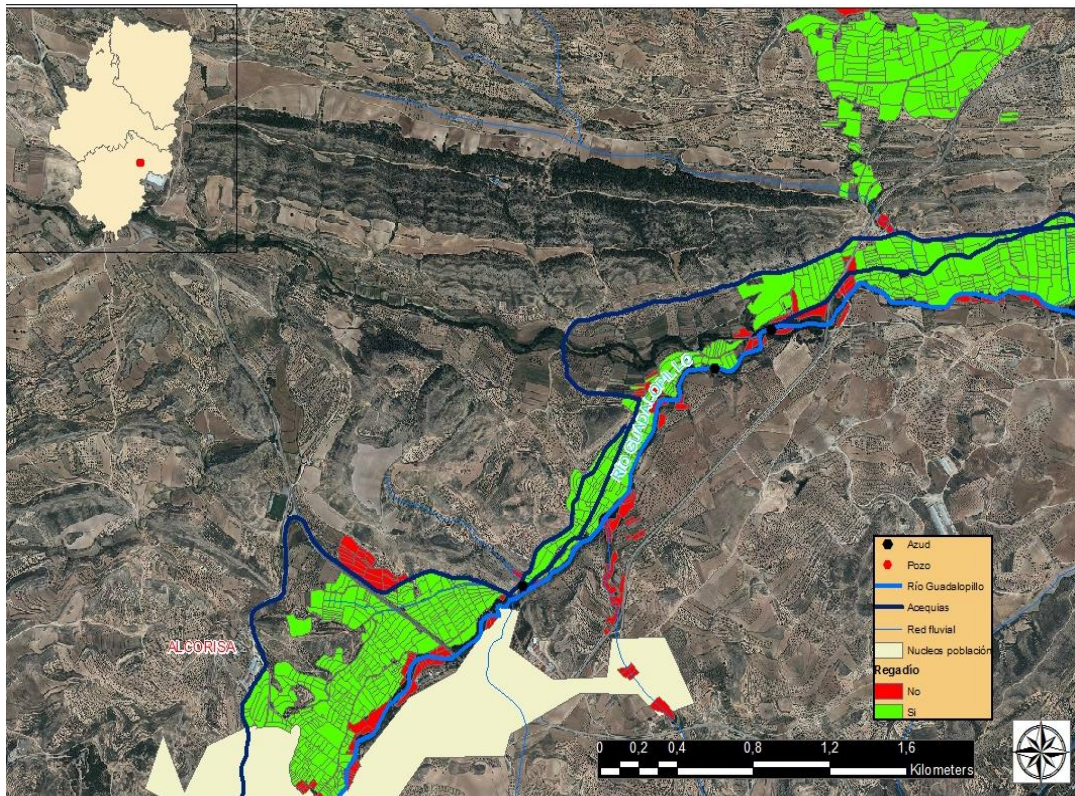 RÍO GUADALOPILLO
ALCORISA
Azud
Pozo
Río Guadalopillo
Acequias
Red fluvial
Nucleos población
Regadío
No
Si
0 0,2 0,4 0,8 1,2 1,6
Kilometers